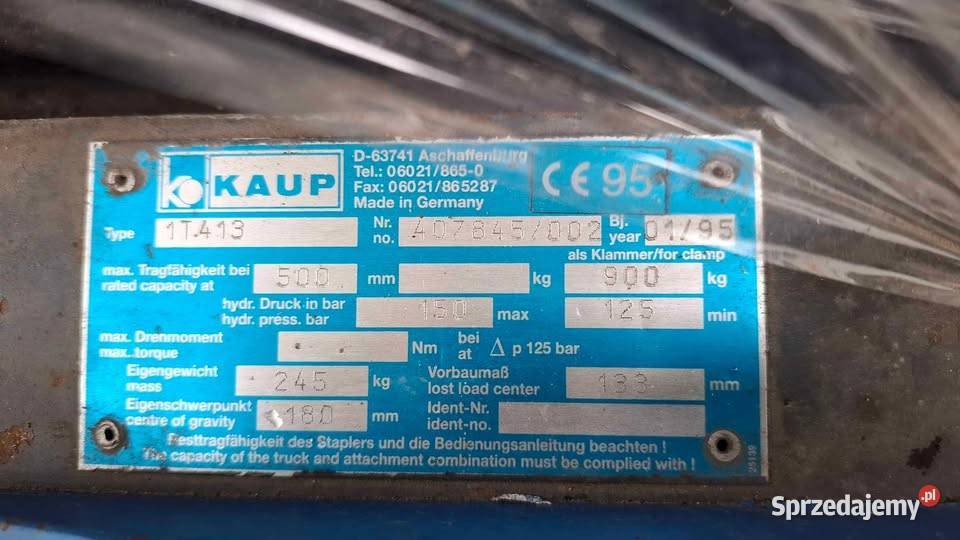 KAUP
D-63741 Aschaffenburg
Tel.: 06021/865-0
Fax: 06021/865287
Made in Germany
CE 95
Type 1T413 Nr. no. 407845/002 Bj. year 01/95
als Klammer/for clamp
max. Tragfähigkeit bei rated capacity at 500 mm kg 900 kg
hydr. Druck in bar hydr. press. bar 150 max 125 min
max. Drehmoment max. torque Nm bei at Δ p 125 bar
Eigengewicht mass 245 kg Vorbaumaß lost load center 133 mm
Eigenschwerpunkt centre of gravity 180 mm Ident-Nr. ident-no.
Resttragfähigkeit des Staplers und die Bedienungsanleitung beachten !
The capacity of the truck and attachment combination must be complied with !
Sprzedajemy.pl